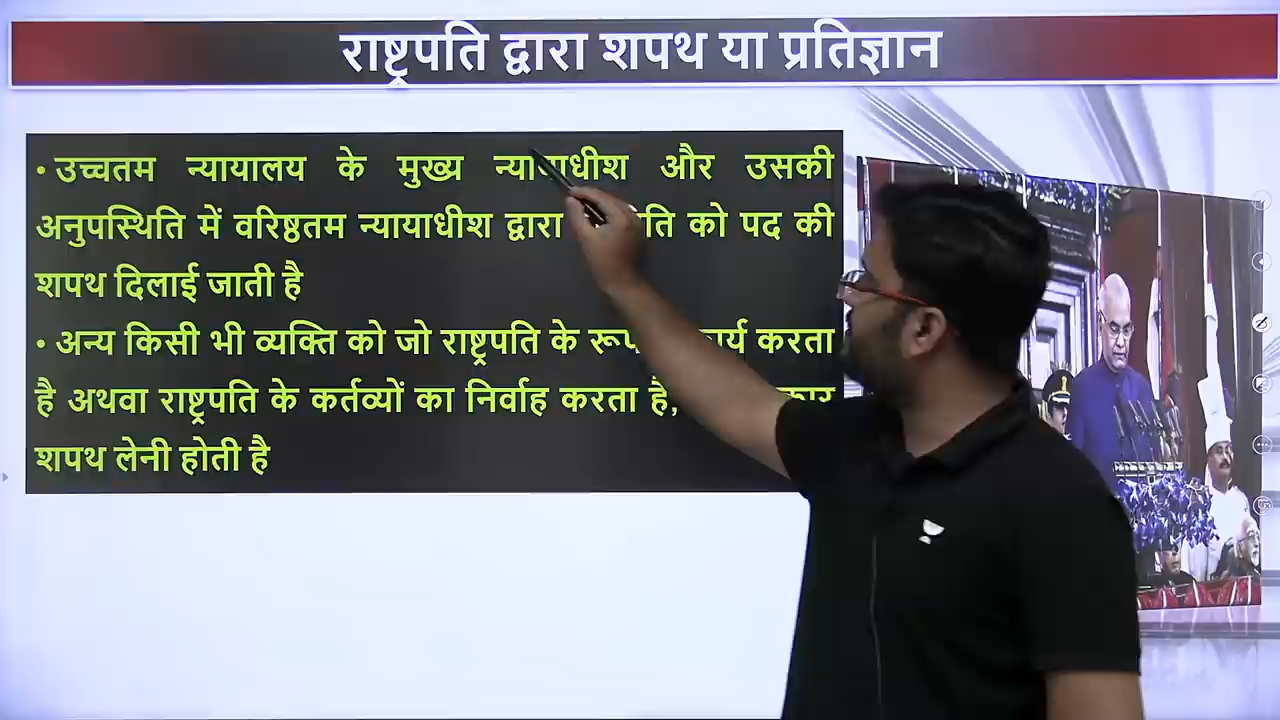 राष्ट्रपति द्वारा शपथ या प्रतिज्ञान
• उच्चतम न्यायालय के मुख्य न्यायाधीश और उसकी
अनुपस्थिति में वरिष्ठतम न्यायाधीश द्वारा को पद की
शपथ दिलाई जाती है
• अन्य किसी भी व्यक्ति को जो राष्ट्रपति के करता
है अथवा राष्ट्रपति के कर्तव्यों का निर्वाह करता है,
शपथ लेनी होती है